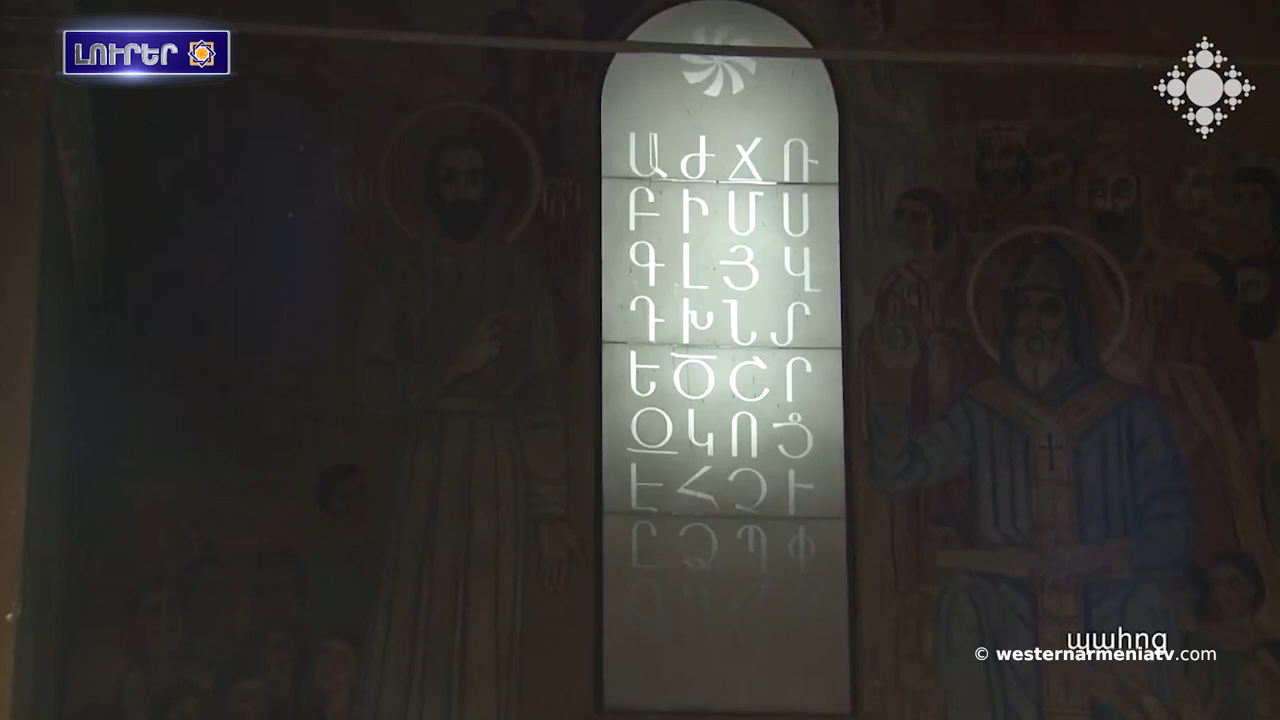 ԼՈՒՐԵՐ
Ա Ժ Ճ Ռ
Բ Ի Մ Ս
Գ Լ Յ Վ
Դ Խ Ն Տ
Ե Ծ Շ Ր
Զ Կ Ո Ց
Է Հ Չ Ւ
Ը Ձ Պ Փ
պահոց
© westernarmeniatv.com